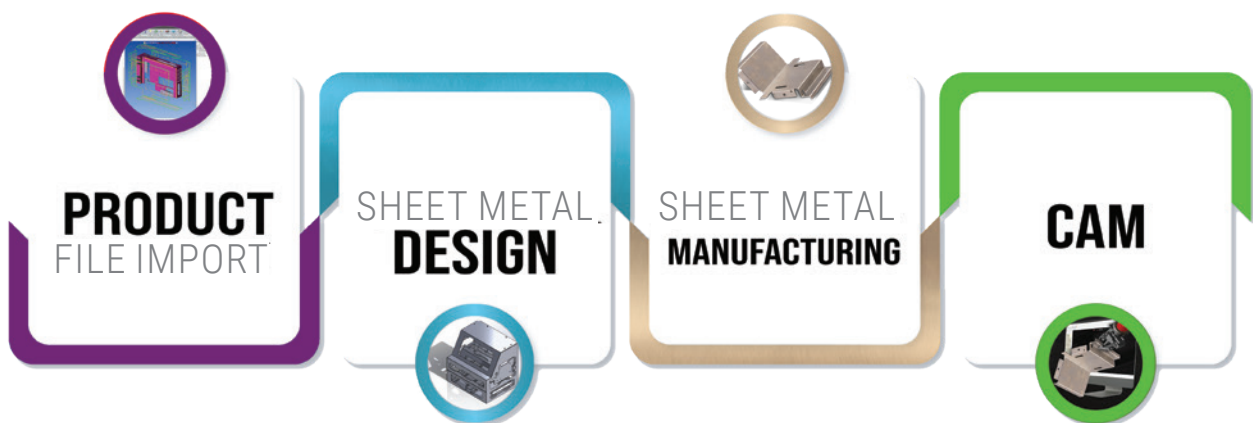 PRODUCT
FILE IMPORT
SHEET METAL
DESIGN
SHEET METAL
MANUFACTURING
CAM